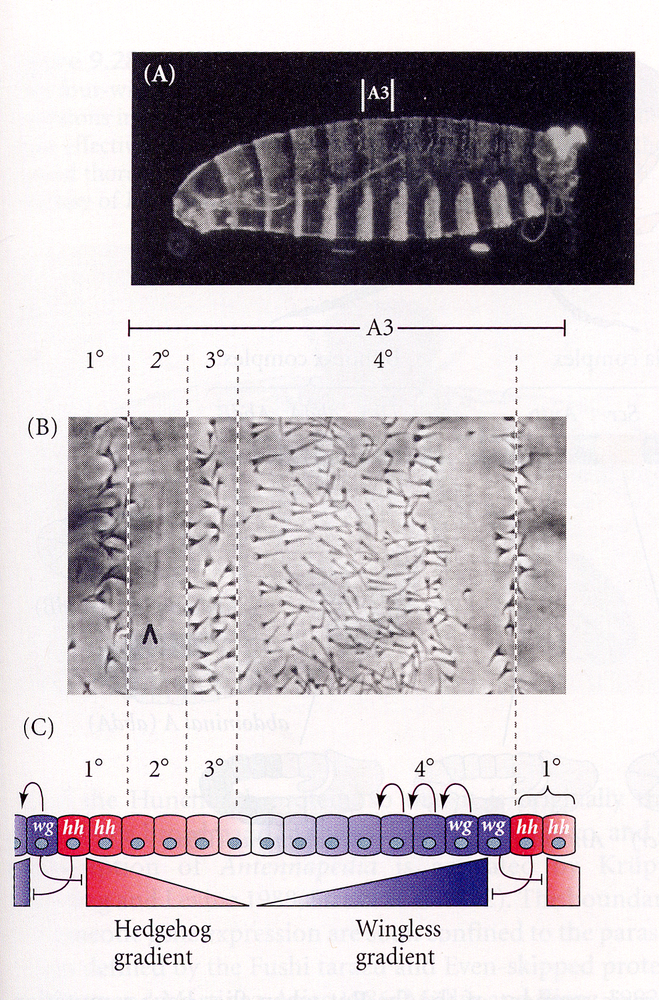 (A)
A3
A3
1° 2° 3° 4°
(B)
(C)
1° 2° 3° 4° 1°
wg hh hh wg wg hh hh
Hedgehog
gradient
Wingless
gradient